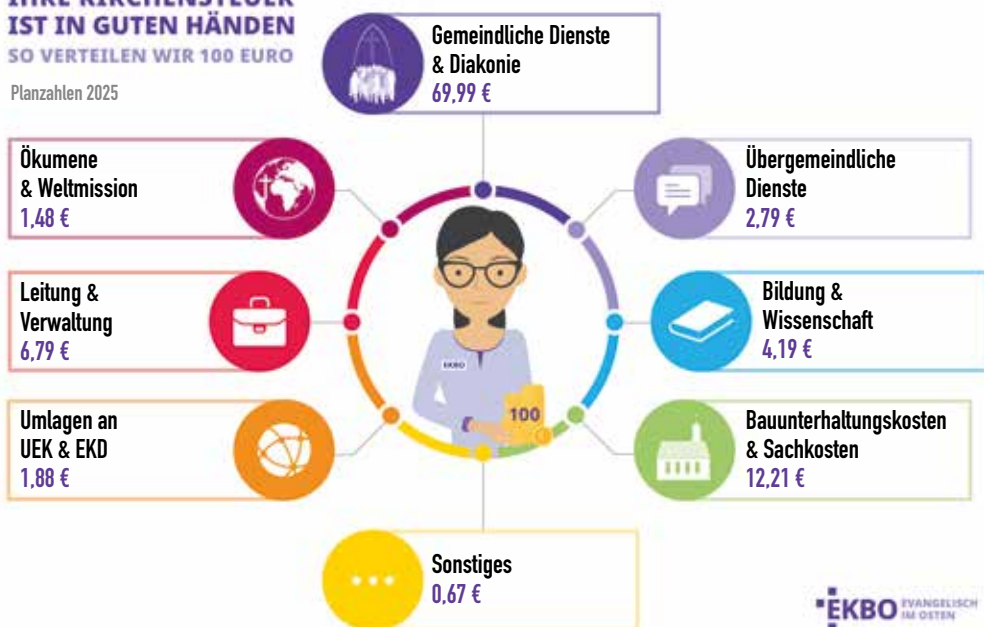 IHRE KIRCHENSTEUER
IST IN GUTEN HÄNDEN
SO VERTEILEN WIR 100 EURO
Planzahlen 2025
Gemeindliche Dienste
& Diakonie
69,99 €
Ökumene
& Weltmission
1,48 €
Übergemeindliche
Dienste
2,79 €
Leitung &
Verwaltung
6,79 €
Bildung &
Wissenschaft
4,19 €
EKBO
100
Umlagen an
UEK & EKD
1,88 €
Bauunterhaltungskosten
& Sachkosten
12,21 €
Sonstiges
0,67 €
EKBO EVANGELISCH
IM OSTEN